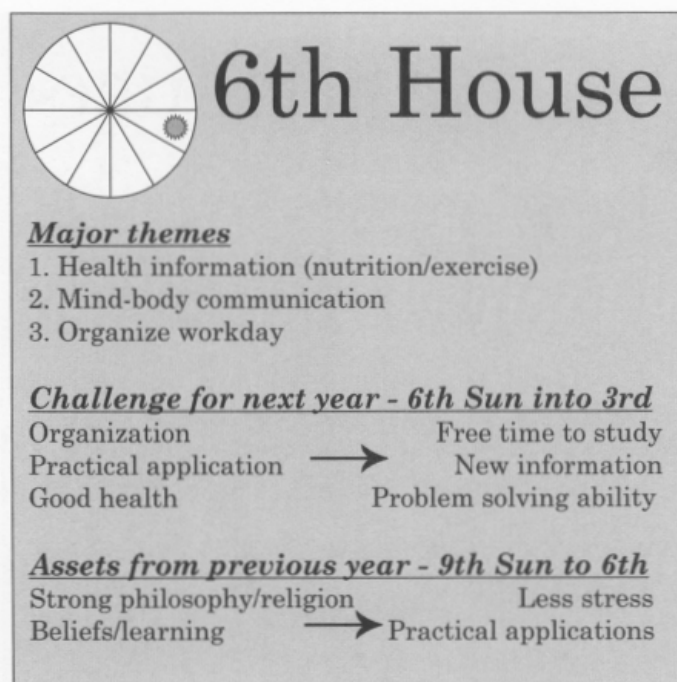 6th House
Major themes
1. Health information (nutrition/exercise)
2. Mind-body communication
3. Organize workday
Challenge for next year - 6th Sun into 3rd
Organization Free time to study
Practical application → New information
Good health Problem solving ability
Assets from previous year - 9th Sun to 6th
Strong philosophy/religion Less stress
Beliefs/learning → Practical applications